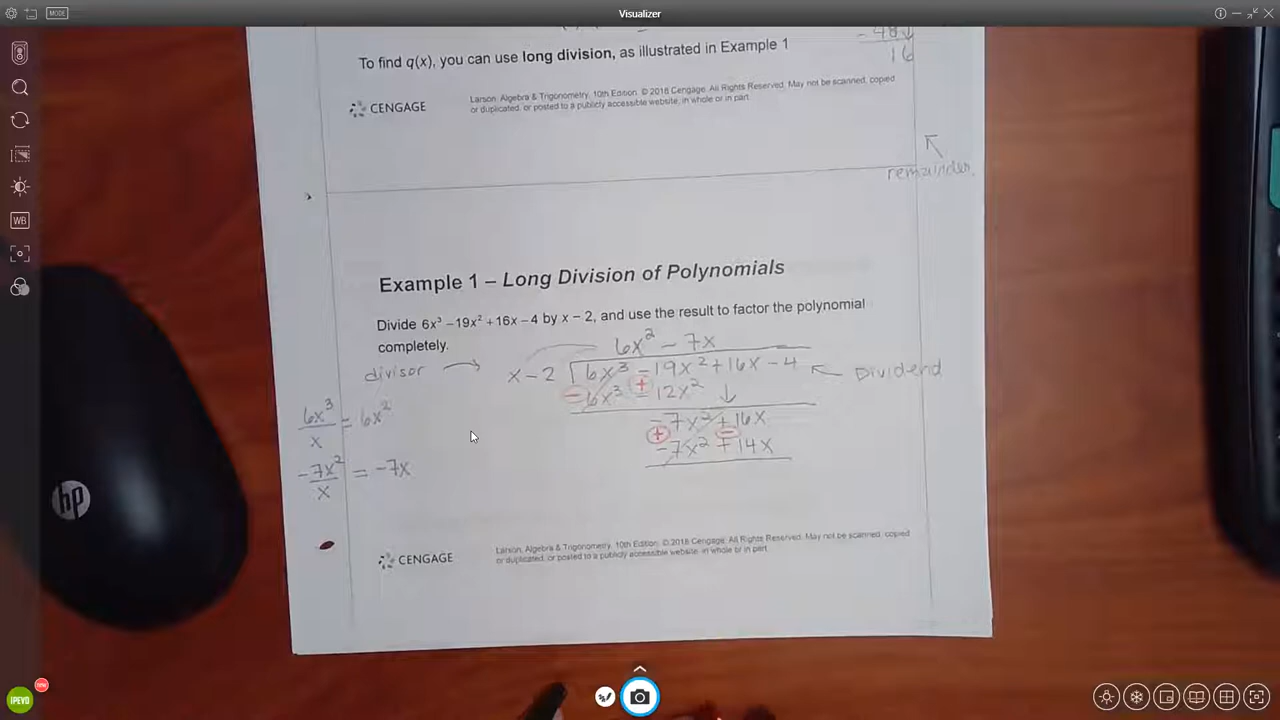 MODE
Visualizer
WB
- 48↓
16
To find q(x), you can use long division, as illustrated in Example 1
CENGAGE
Larson, Algebra & Trigonometry, 10th Edition. © 2018 Cengage. All Rights Reserved. May not be scanned, copied
or duplicated, or posted to a publicly accessible website, in whole or in part.
remainder
Example 1 – Long Division of Polynomials
Divide 6x³ −19x² +16x − 4 by x − 2, and use the result to factor the polynomial
completely.
6x² − 7x
divisor →
x − 2 ⟌ 6x³ − 19x² + 16x − 4
← Dividend
− 6x³ + 12x² ↓
6x³/x = 6x²
−7x² + 16x
−7x² + 14x
−7x²/x = −7x
hp
CENGAGE
Larson, Algebra & Trigonometry, 10th Edition. © 2018 Cengage. All Rights Reserved. May not be scanned, copied
or duplicated, or posted to a publicly accessible website, in whole or in part.
IPEVO